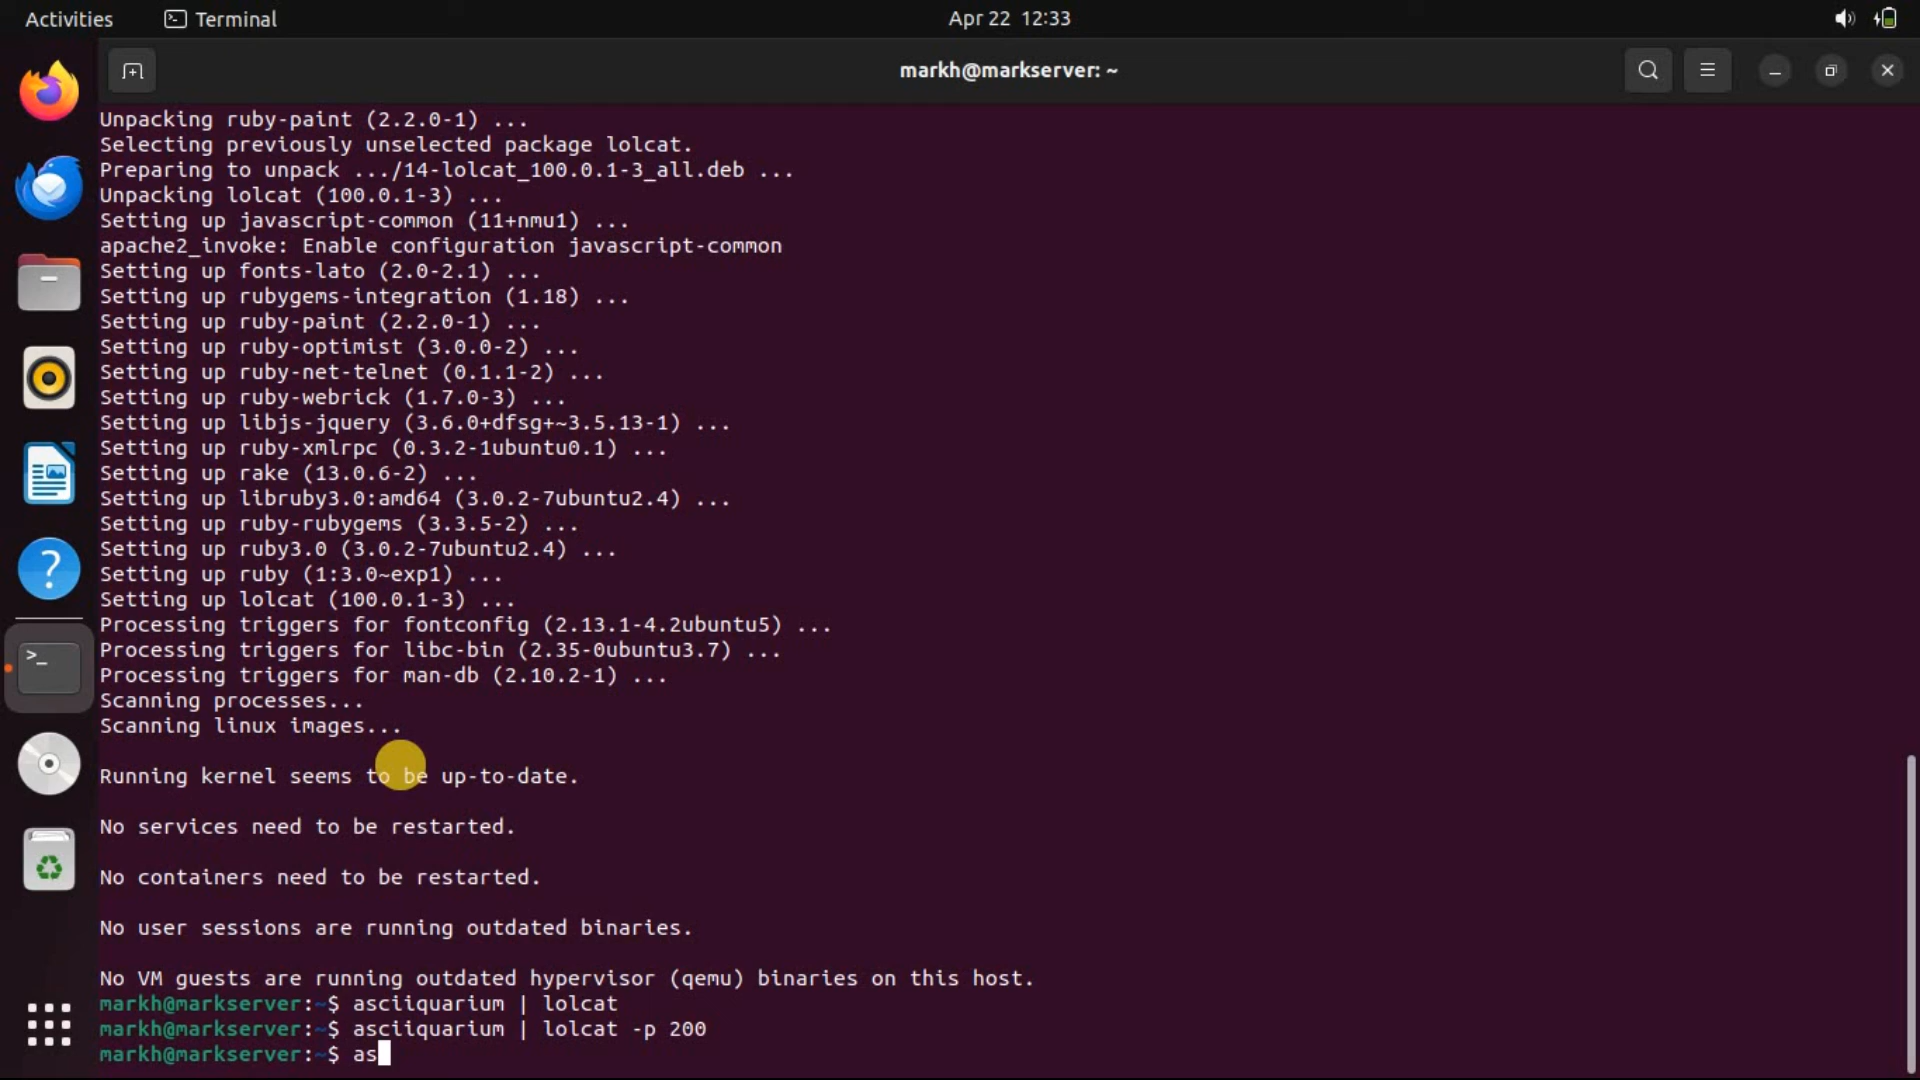 Activities Terminal Apr 22 12:33
markh@markserver: ~
Unpacking ruby-paint (2.2.0-1) ...
Selecting previously unselected package lolcat.
Preparing to unpack .../14-lolcat_100.0.1-3_all.deb ...
Unpacking lolcat (100.0.1-3) ...
Setting up javascript-common (11+nmu1) ...
apache2_invoke: Enable configuration javascript-common
Setting up fonts-lato (2.0-2.1) ...
Setting up rubygems-integration (1.18) ...
Setting up ruby-paint (2.2.0-1) ...
Setting up ruby-optimist (3.0.0-2) ...
Setting up ruby-net-telnet (0.1.1-2) ...
Setting up ruby-webrick (1.7.0-3) ...
Setting up libjs-jquery (3.6.0+dfsg+~3.5.13-1) ...
Setting up ruby-xmlrpc (0.3.2-1ubuntu0.1) ...
Setting up rake (13.0.6-2) ...
Setting up libruby3.0:amd64 (3.0.2-7ubuntu2.4) ...
Setting up ruby-rubygems (3.3.5-2) ...
Setting up ruby3.0 (3.0.2-7ubuntu2.4) ...
Setting up ruby (1:3.0~exp1) ...
Setting up lolcat (100.0.1-3) ...
Processing triggers for fontconfig (2.13.1-4.2ubuntu5) ...
Processing triggers for libc-bin (2.35-0ubuntu3.7) ...
Processing triggers for man-db (2.10.2-1) ...
Scanning processes...
Scanning linux images...
Running kernel seems to be up-to-date.
No services need to be restarted.
No containers need to be restarted.
No user sessions are running outdated binaries.
No VM guests are running outdated hypervisor (qemu) binaries on this host.
markh@markserver:~$ asciiquarium | lolcat
markh@markserver:~$ asciiquarium | lolcat -p 200
markh@markserver:~$ as